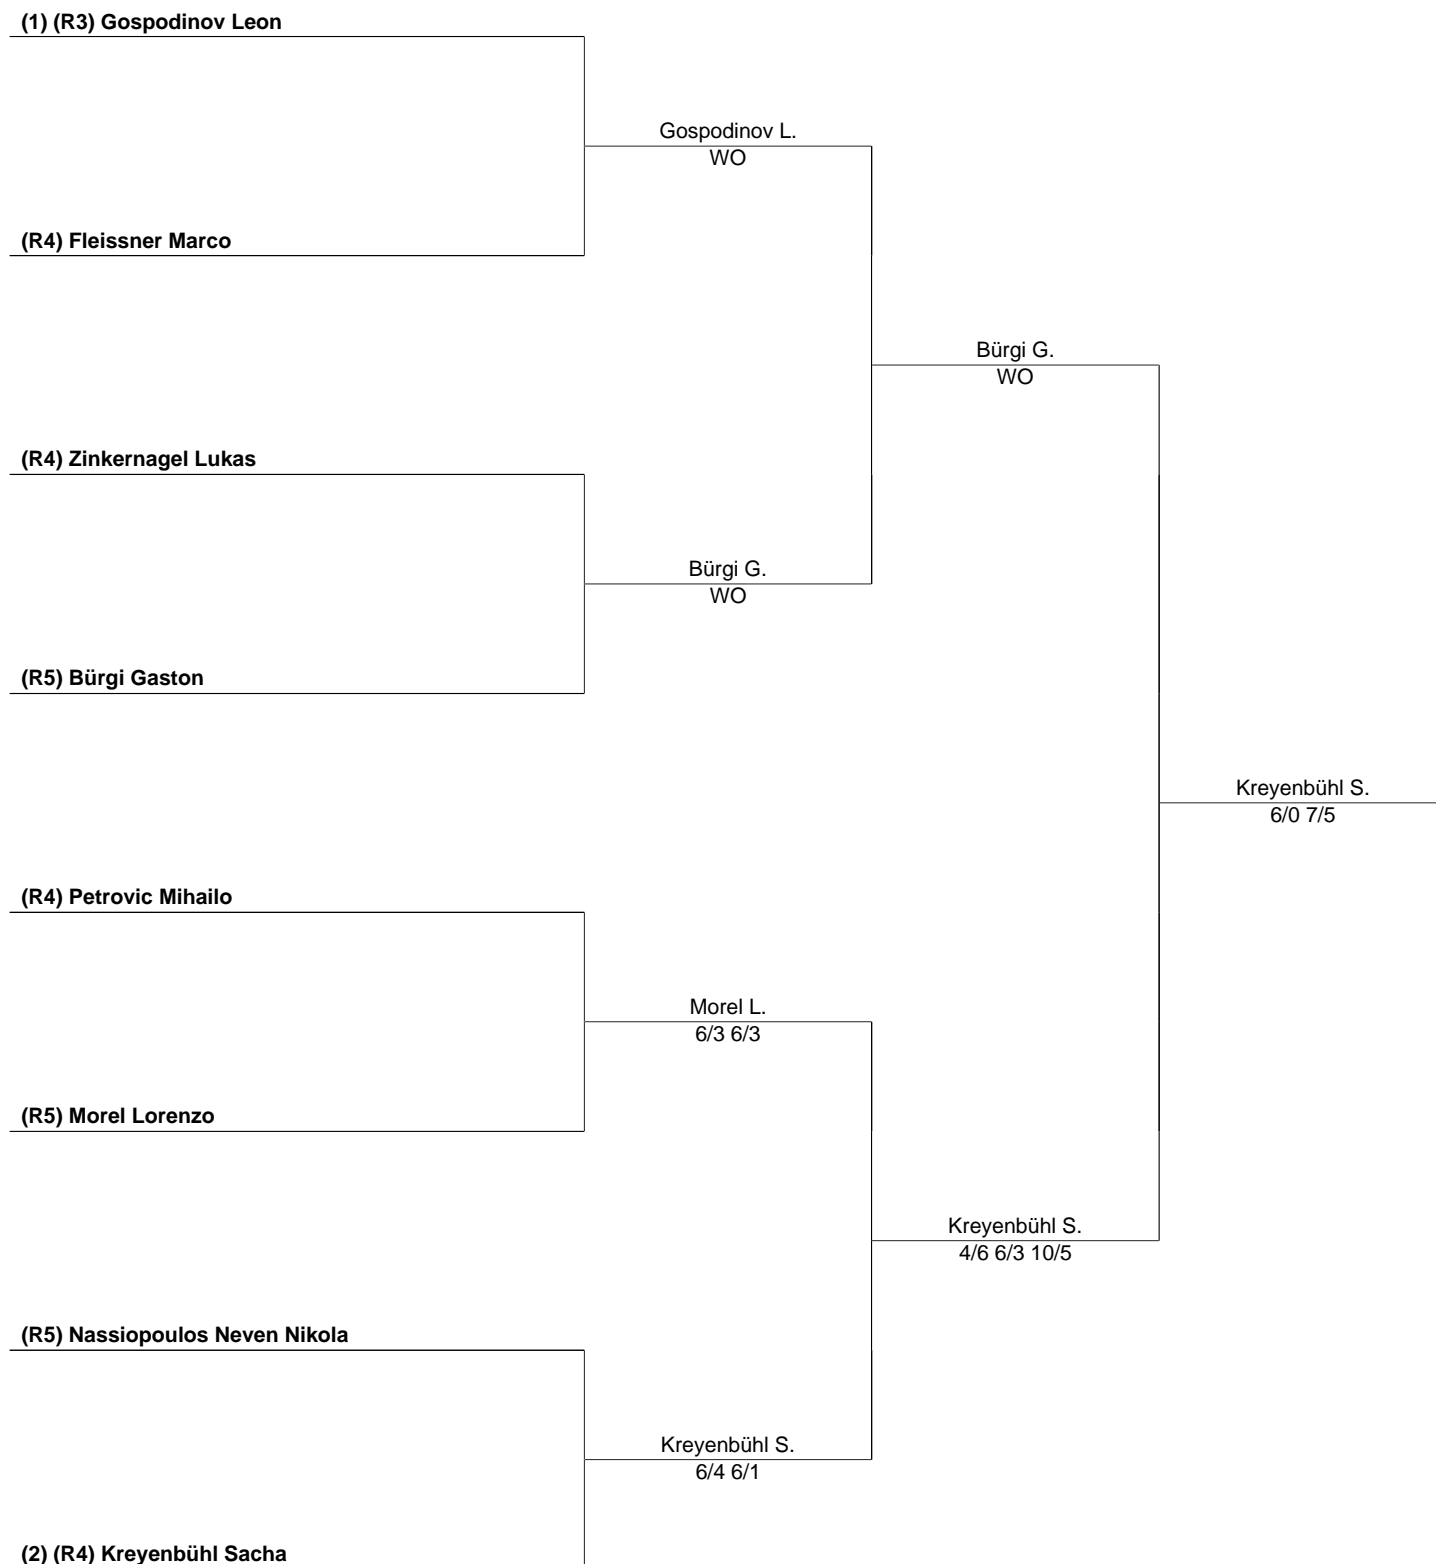 (1) (R3) Gospodinov Leon
Gospodinov L.
WO
(R4) Fleissner Marco
Bürgi G.
WO
(R4) Zinkernagel Lukas
Bürgi G.
WO
(R5) Bürgi Gaston
Kreyenbühl S.
6/0 7/5
(R4) Petrovic Mihailo
Morel L.
6/3 6/3
(R5) Morel Lorenzo
Kreyenbühl S.
4/6 6/3 10/5
(R5) Nassiopoulos Neven Nikola
Kreyenbühl S.
6/4 6/1
(2) (R4) Kreyenbühl Sacha